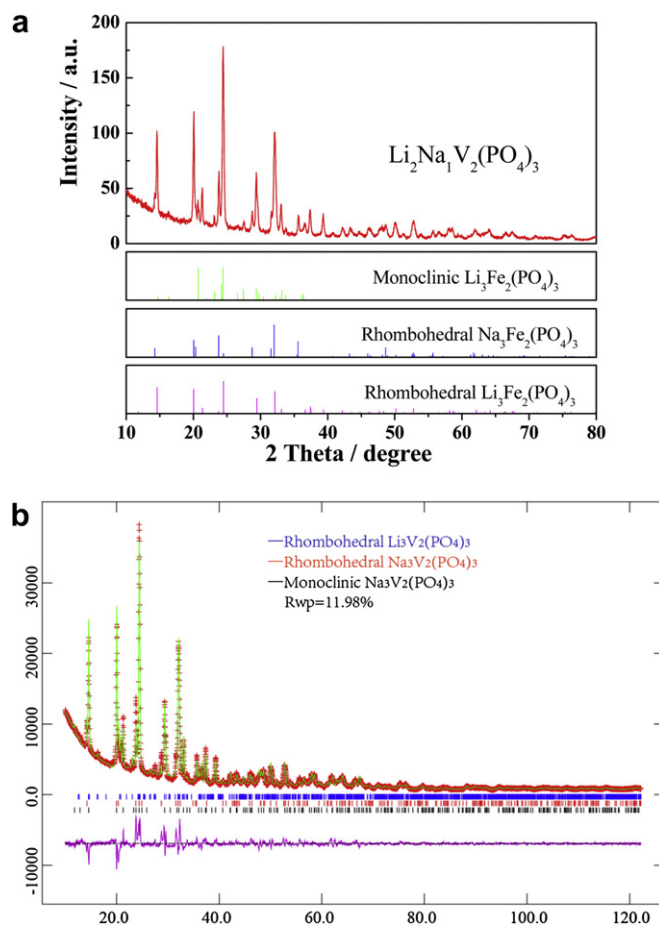 a
200
150
100
50
0
Intensity / a.u.
Li₂Na₁V₂(PO₄)₃
Monoclinic Li₃Fe₂(PO₄)₃
Rhombohedral Na₃Fe₂(PO₄)₃
Rhombohedral Li₃Fe₂(PO₄)₃
10 20 30 40 50 60 70 80
2 Theta / degree
b
Rhombohedral Li₃V₂(PO₄)₃
Rhombohedral Na₃V₂(PO₄)₃
Monoclinic Na₃V₂(PO₄)₃
Rwp=11.98%
30000
20000
10000
0.0
-10000
20.0 40.0 60.0 80.0 100.0 120.0